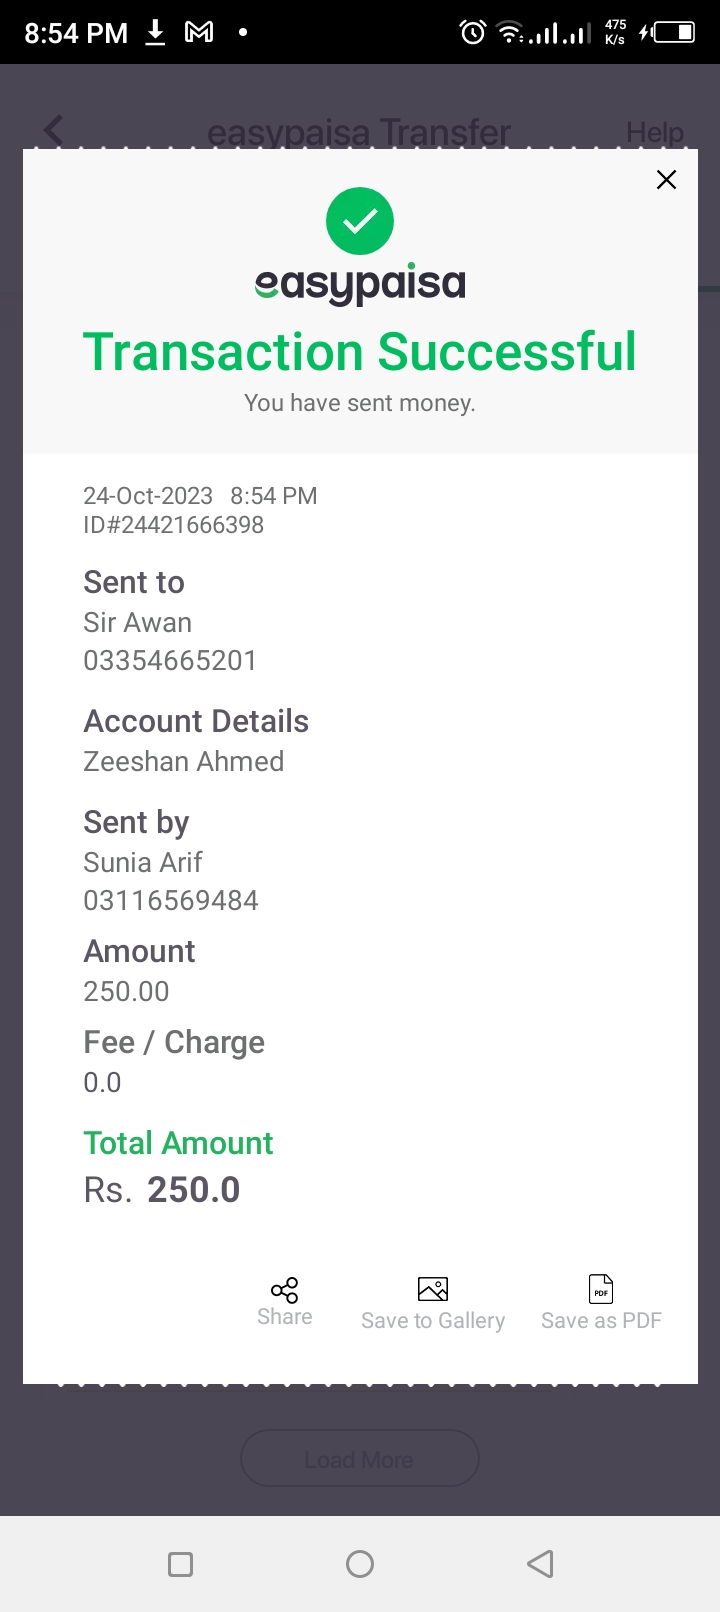 8:54 PM
475
K/s
easypaisa Transfer
Help
easypaisa
Transaction Successful
You have sent money.
24-Oct-2023 8:54 PM
ID#24421666398
Sent to
Sir Awan
03354665201
Account Details
Zeeshan Ahmed
Sent by
Sunia Arif
03116569484
Amount
250.00
Fee / Charge
0.0
Total Amount
Rs. 250.0
PDF
Share
Save to Gallery
Save as PDF
Load More